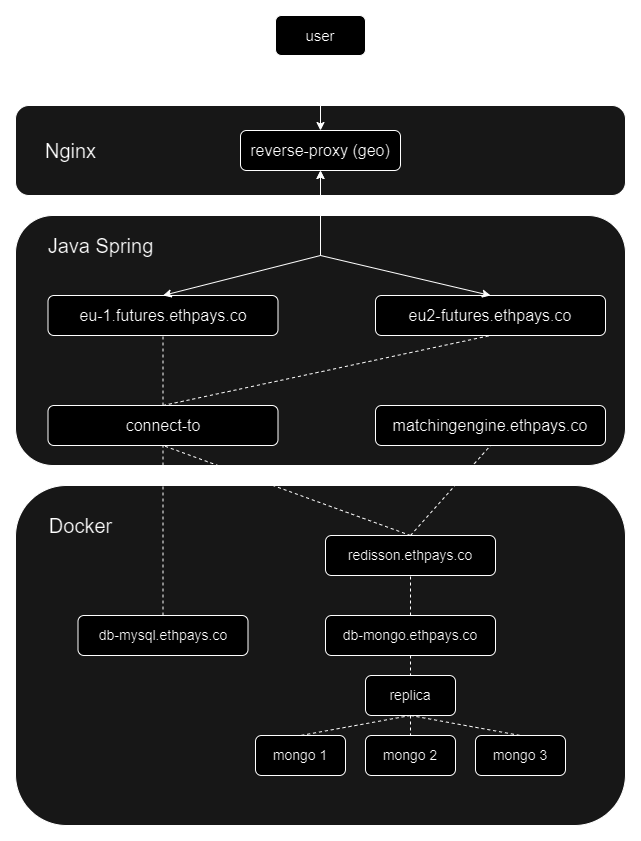 user
Nginx
reverse-proxy (geo)
Java Spring
eu-1.futures.ethpays.co
eu2-futures.ethpays.co
connect-to
matchingengine.ethpays.co
Docker
redisson.ethpays.co
db-mysql.ethpays.co
db-mongo.ethpays.co
replica
mongo 1
mongo 2
mongo 3